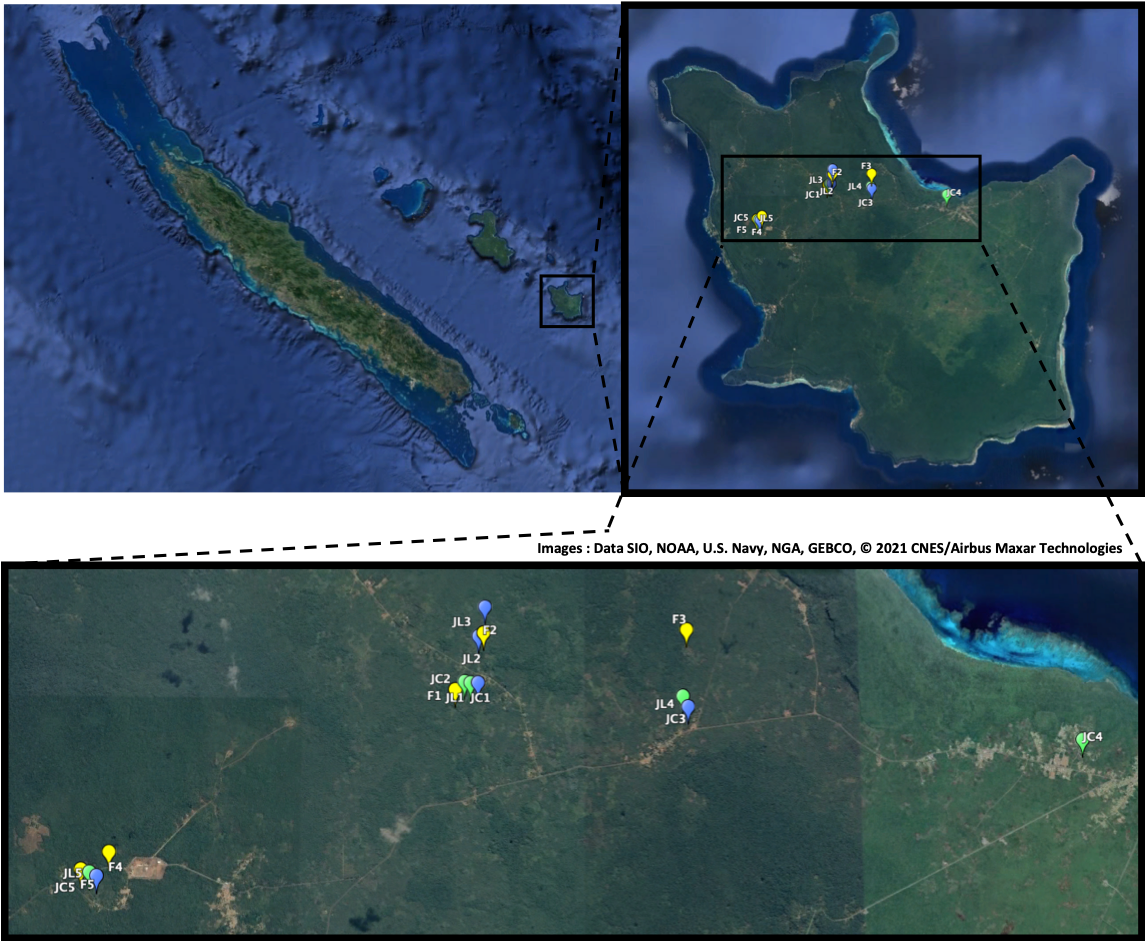 F2
F3
JL3
JL4
JC1
JL2
JC3
JC4
JC5
JL5
F5
F4
Images : Data SIO, NOAA, U.S. Navy, NGA, GEBCO, © 2021 CNES/Airbus Maxar Technologies
JL3
F2
F3
JL2
JC2
F1
JL1
JC1
JL4
JC3
JC4
F4
JL5
JC5
F5